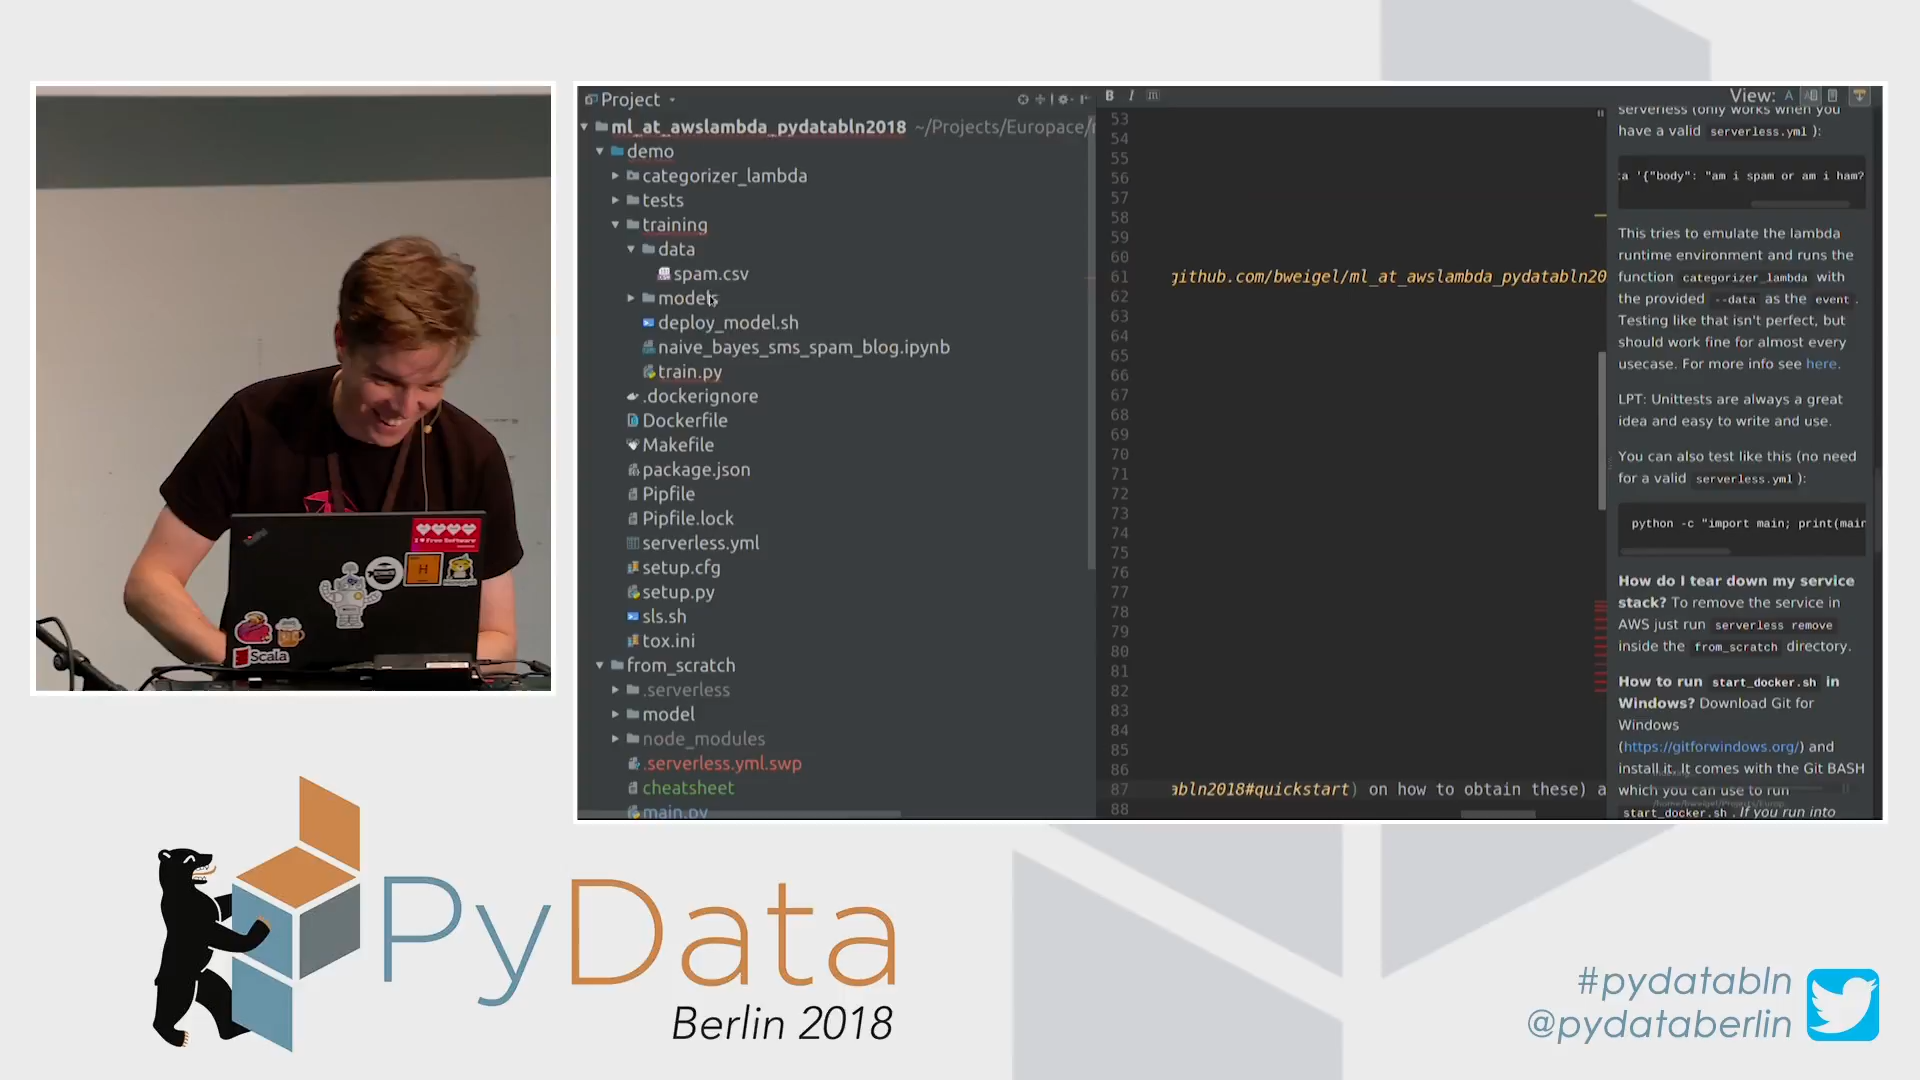 Project
ml_at_awslambda_pydatabln2018 ~/Projects/Europace/
demo
categorizer_lambda
tests
training
data
spam.csv
models
deploy_model.sh
naive_bayes_sms_spam_blog.ipynb
train.py
.dockerignore
Dockerfile
Makefile
package.json
Pipfile
Pipfile.lock
serverless.yml
setup.cfg
setup.py
sls.sh
tox.ini
from_scratch
.serverless
model
node_modules
.serverless.yml.swp
cheatsheet
main.py
B I m
View: A
53
54
55
56
57
58
59
60
61 github.com/bweigel/ml_at_awslambda_pydatabln20
62
63
64
65
66
67
68
69
70
71
72
73
74
75
76
77
78
79
80
81
82
83
84
85
86
87 abln2018#quickstart) on how to obtain these) a
88
serverless (only works when you
have a valid serverless.yml ):
ta '{"body": "am i spam or am i ham?
This tries to emulate the lambda
runtime environment and runs the
function categorizer_lambda with
the provided --data as the event .
Testing like that isn't perfect, but
should work fine for almost every
usecase. For more info see here.
LPT: Unittests are always a great
idea and easy to write and use.
You can also test like this (no need
for a valid serverless.yml ):
python -c "import main; print(main
How do I tear down my service
stack? To remove the service in
AWS just run serverless remove
inside the from_scratch directory.
How to run start_docker.sh in
Windows? Download Git for
Windows
(https://gitforwindows.org/) and
install it. It comes with the Git BASH
which you can use to run
start_docker.sh . If you run into
I ♥ Free Software
H
Scala
PyData
Berlin 2018
#pydatabln
@pydataberlin